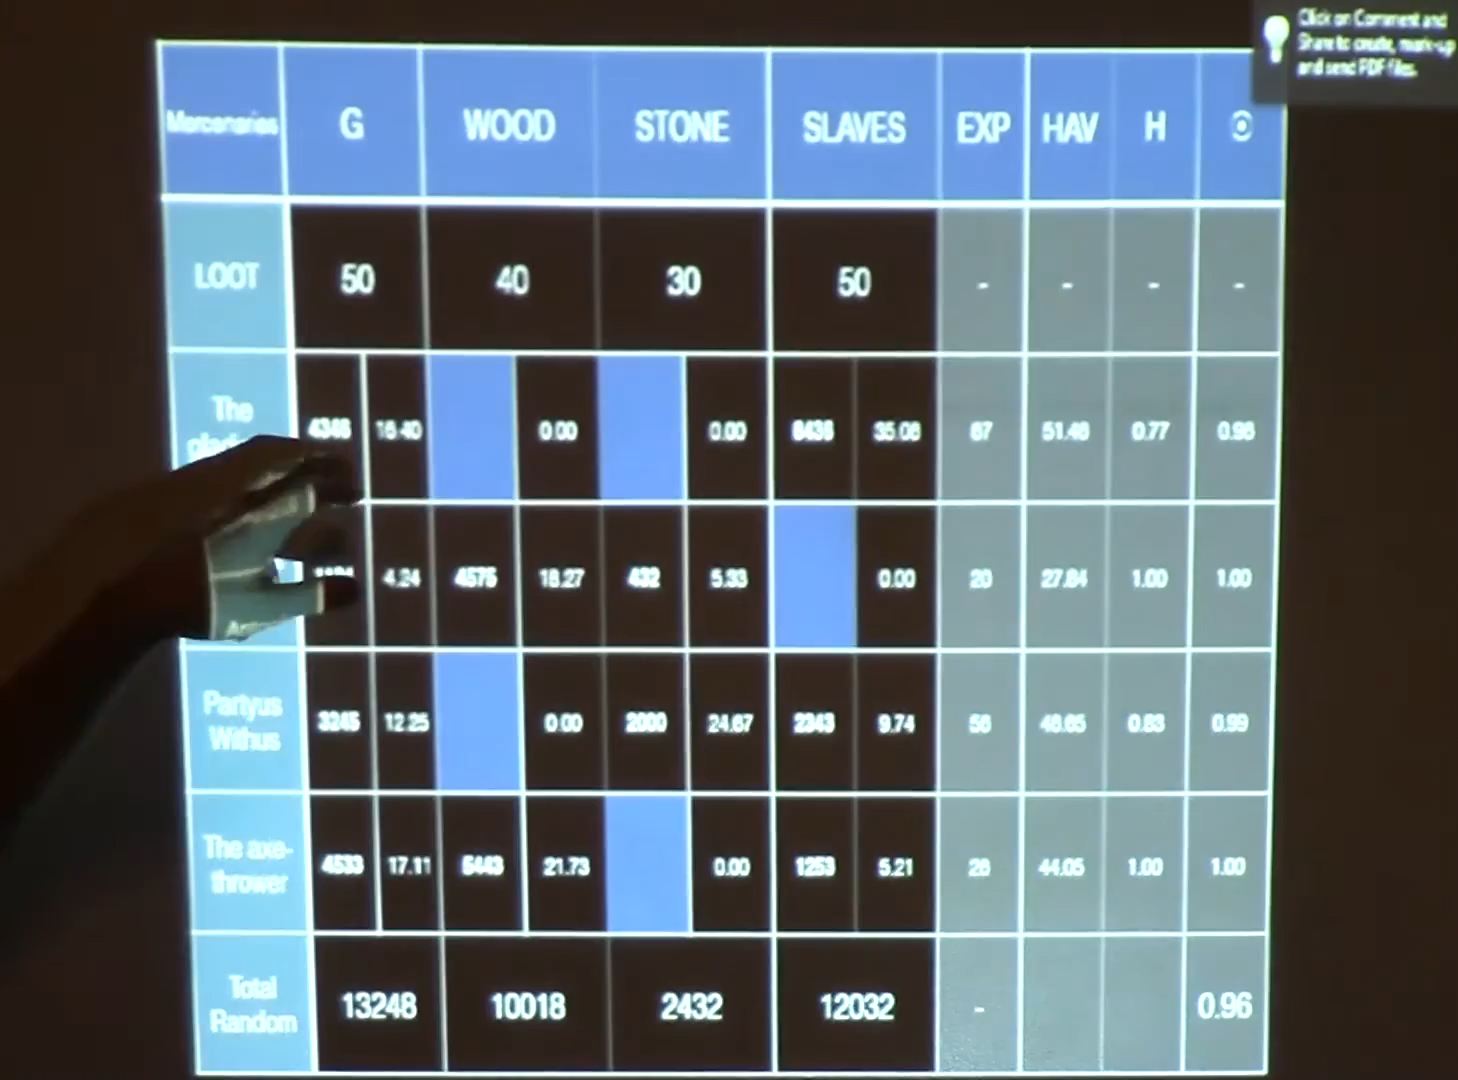 Click on Comment and
Share to create, mark-up
and send PDF files.
Mercenaries G WOOD STONE SLAVES EXP HAV H
LOOT 50 40 30 50 - - - -
The
4346 16.40 0.00 0.00 8436 35.08 67 51.48 0.77 0.98
4.24 4575 18.27 432 5.33 0.00 20 27.84 1.00 1.00
Partyus
Withus
3245 12.25 0.00 2000 24.67 2343 9.74 56 46.65 0.83 0.99
The axe-
thrower
4533 17.11 5443 21.73 0.00 1253 5.21 26 44.05 1.00 1.00
Total
Random
13248 10018 2432 12032 - 0.96